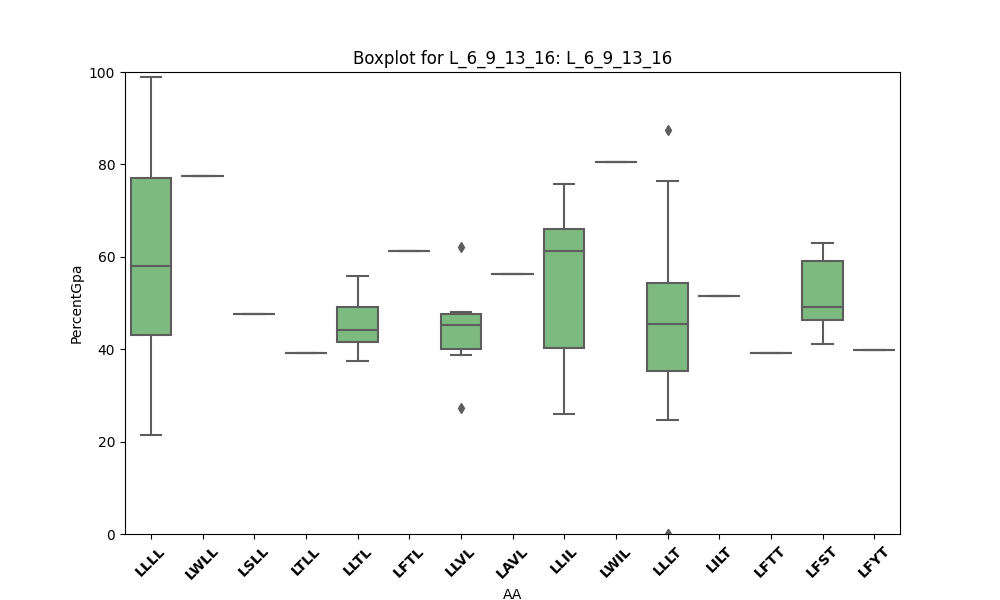 Boxplot for L_6_9_13_16: L_6_9_13_16
PercentGpa
100
80
60
40
20
0
LLLL LWLL LSLL LTLL LLTL LFTL LLVL LAVL LLIL LWIL LLLT LILT LFTT LFST LFYT
AA